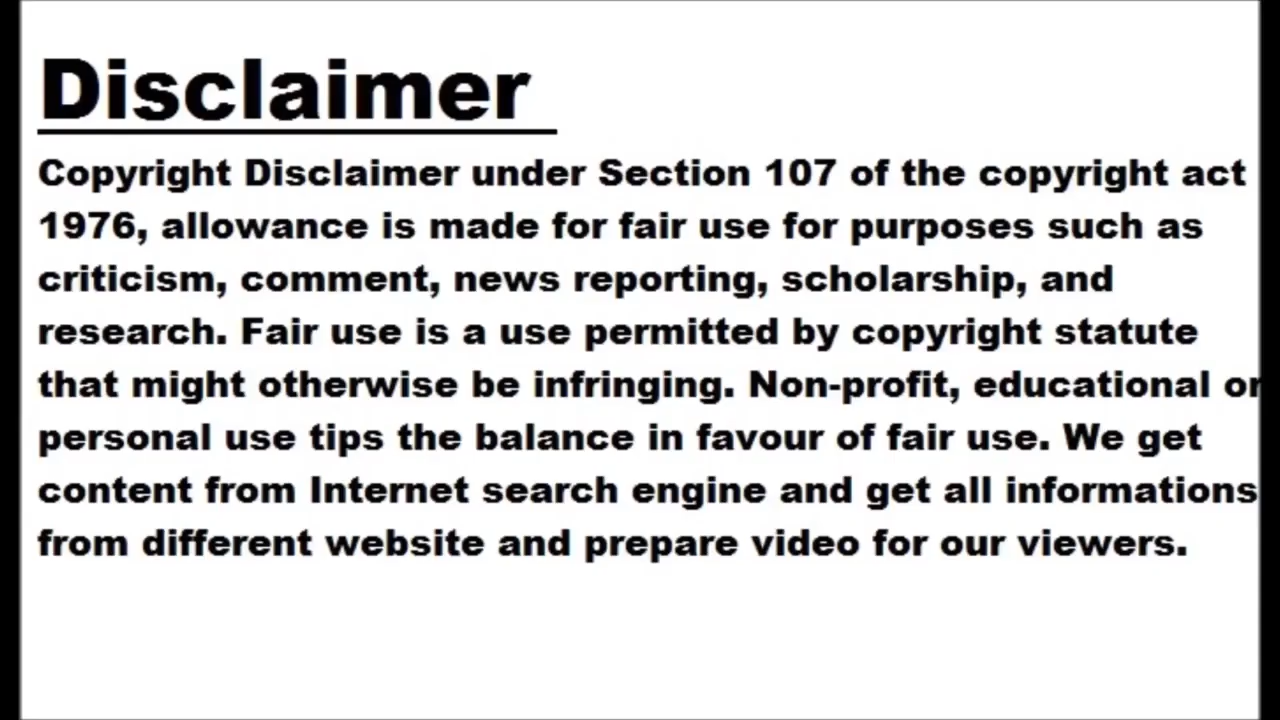 Disclaimer
Copyright Disclaimer under Section 107 of the copyright act
1976, allowance is made for fair use for purposes such as
criticism, comment, news reporting, scholarship, and
research. Fair use is a use permitted by copyright statute
that might otherwise be infringing. Non-profit, educational or
personal use tips the balance in favour of fair use. We get
content from Internet search engine and get all informations
from different website and prepare video for our viewers.